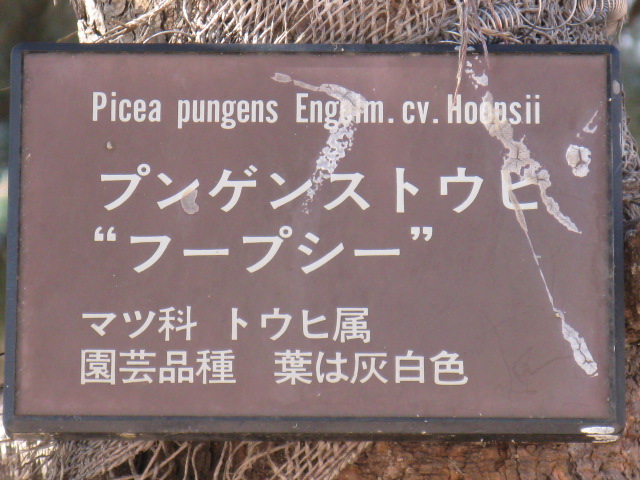 Picea pungens Engelm. cv. Hoopsii
プンゲンストウヒ
“フープシー”
マツ科 トウヒ属
園芸品種 葉は灰白色